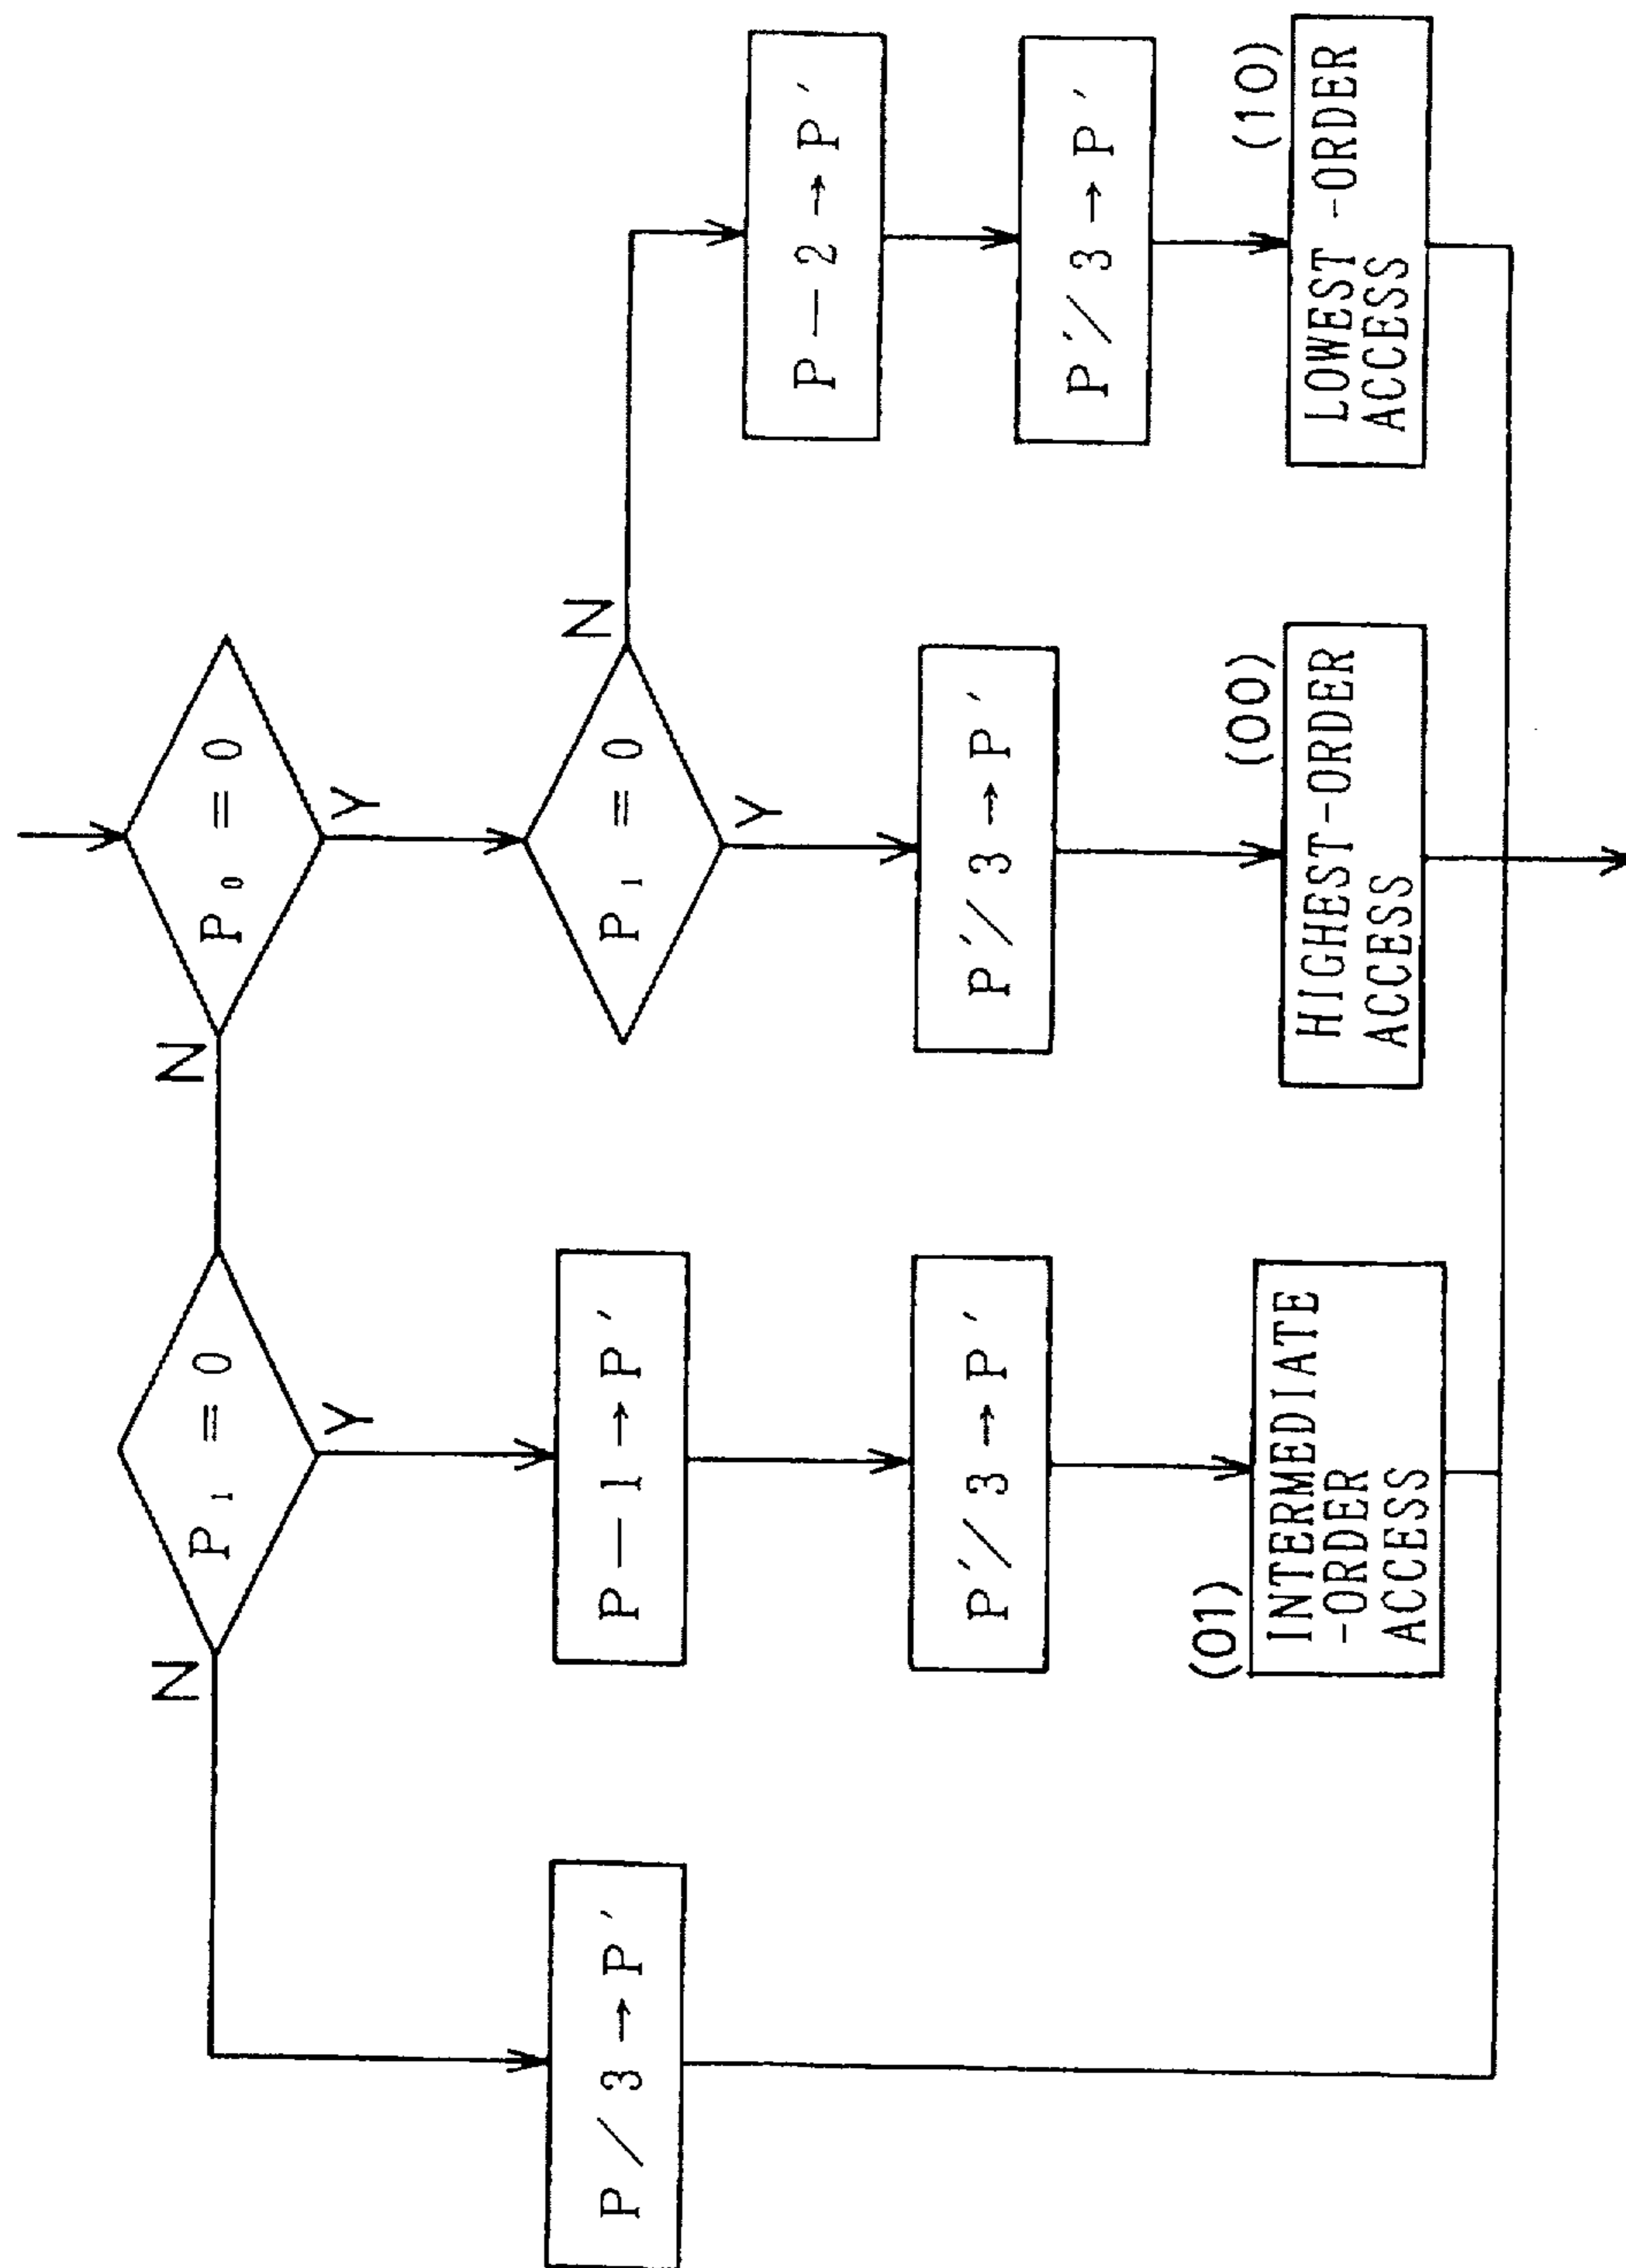 P₀ = 0
N
Y
P₁ = 0
N
Y
P₁ = 0
N
Y
P / 3 → P′
P − 1 → P′
P′/ 3 → P′
(01)
INTERMEDIATE
-ORDER
ACCESS
P′/ 3 → P′
(00)
HIGHEST-ORDER
ACCESS
P − 2 → P′
P′/ 3 → P′
(10)
LOWEST -ORDER
ACCESS